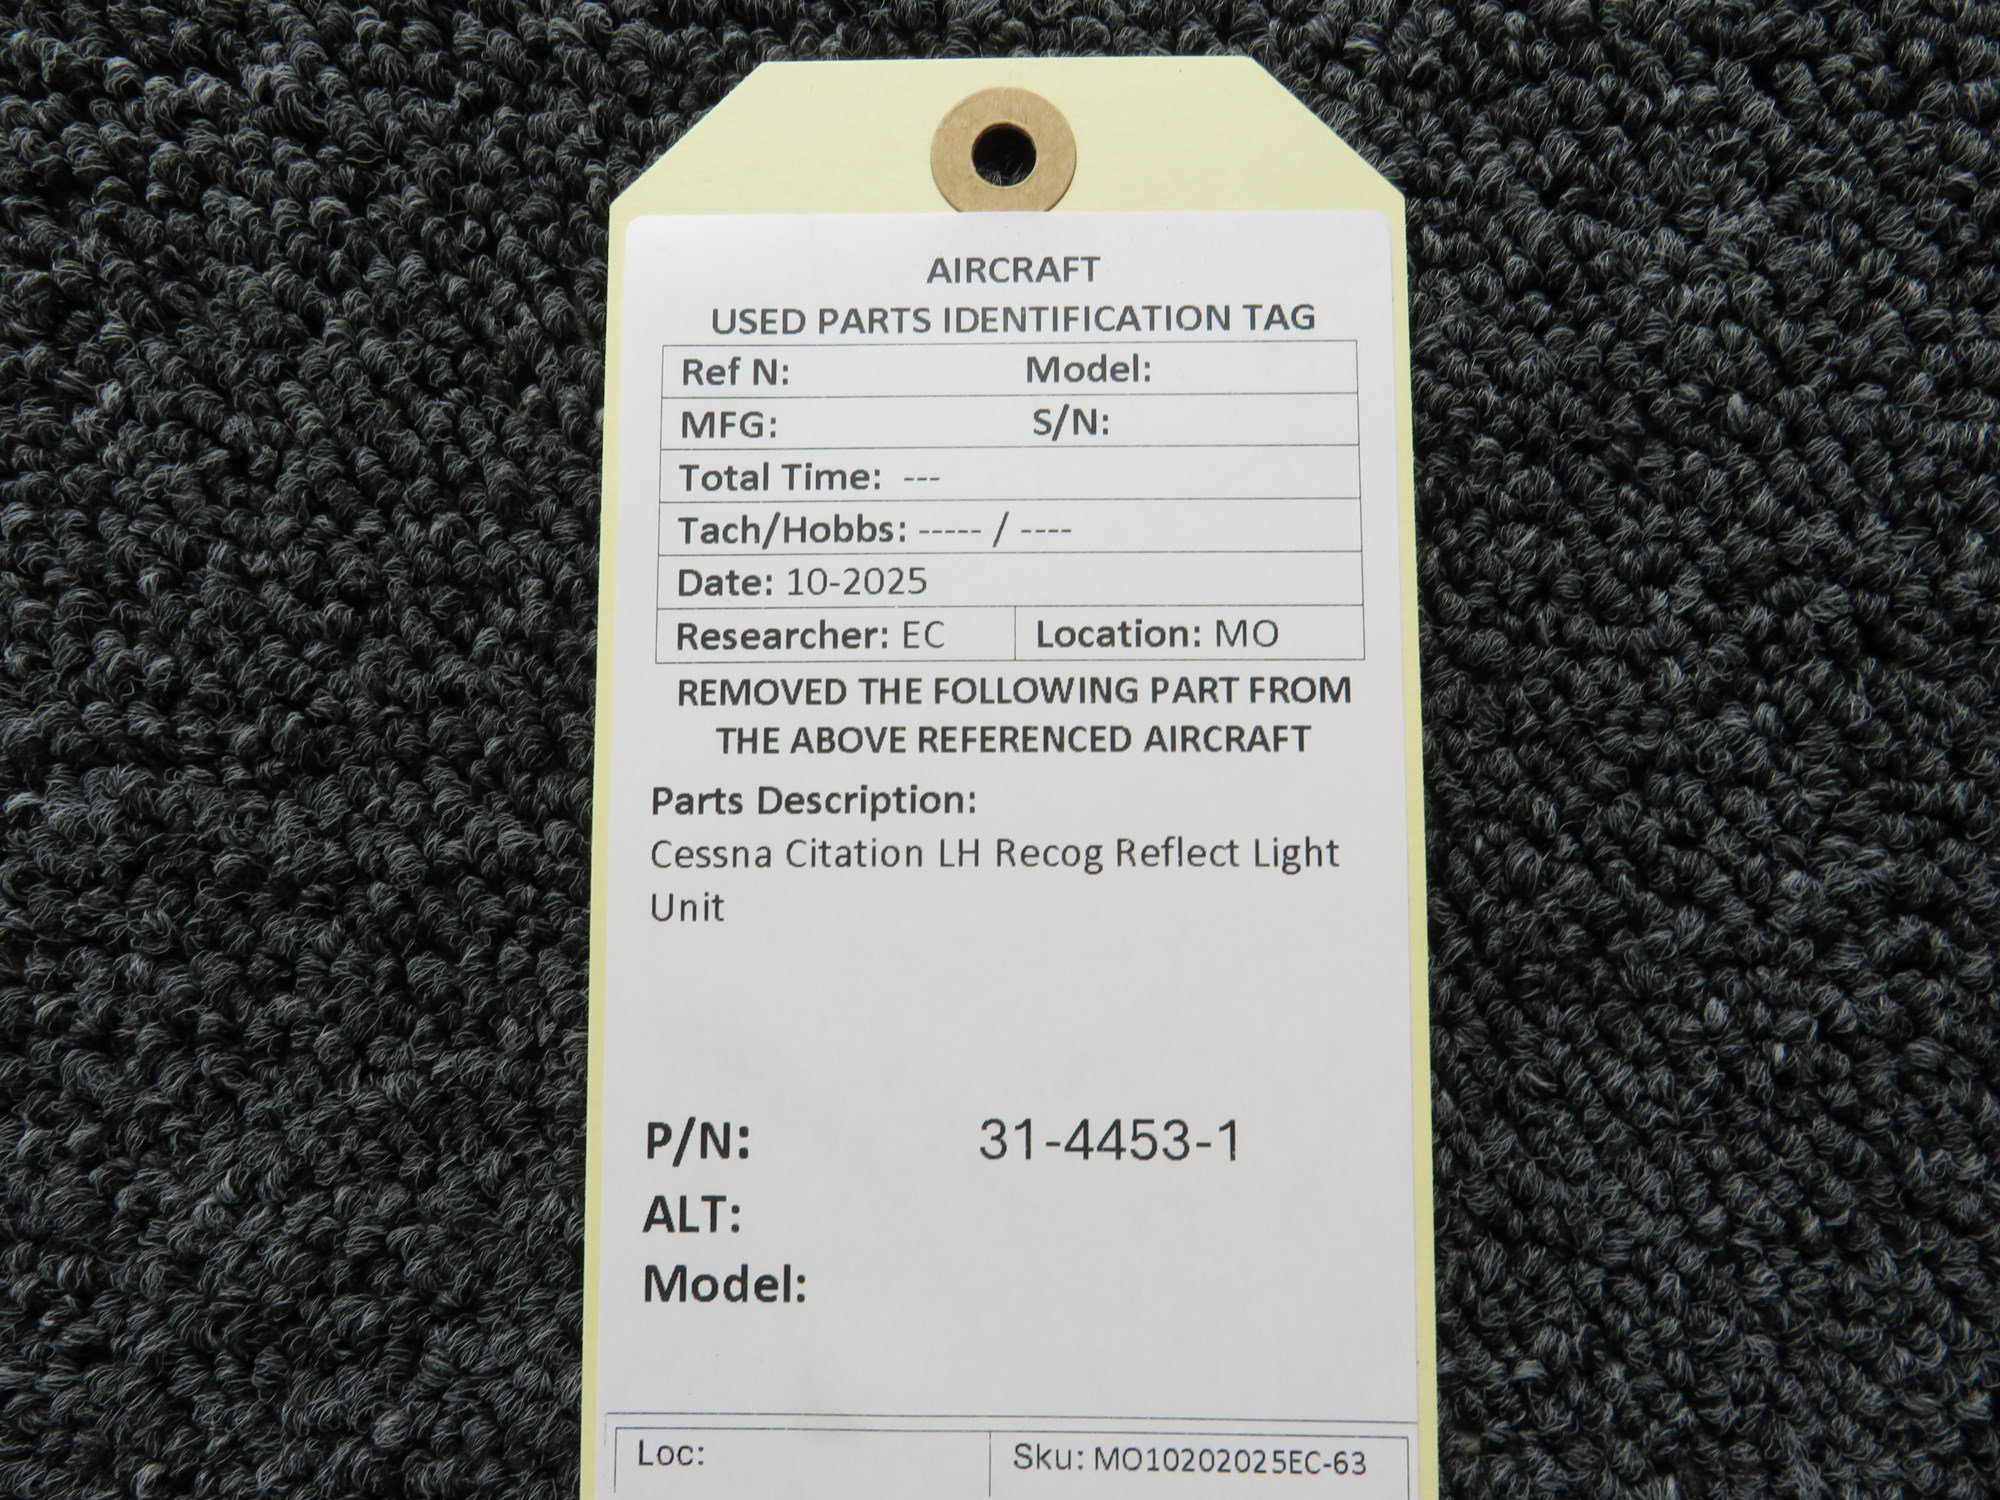 AIRCRAFT
USED PARTS IDENTIFICATION TAG
Ref N: Model:
MFG: S/N:
Total Time: ---
Tach/Hobbs: ----- / ----
Date: 10-2025
Researcher: EC Location: MO
REMOVED THE FOLLOWING PART FROM
THE ABOVE REFERENCED AIRCRAFT
Parts Description:
Cessna Citation LH Recog Reflect Light
Unit
P/N: 31-4453-1
ALT:
Model:
Loc: Sku: MO10202025EC-63